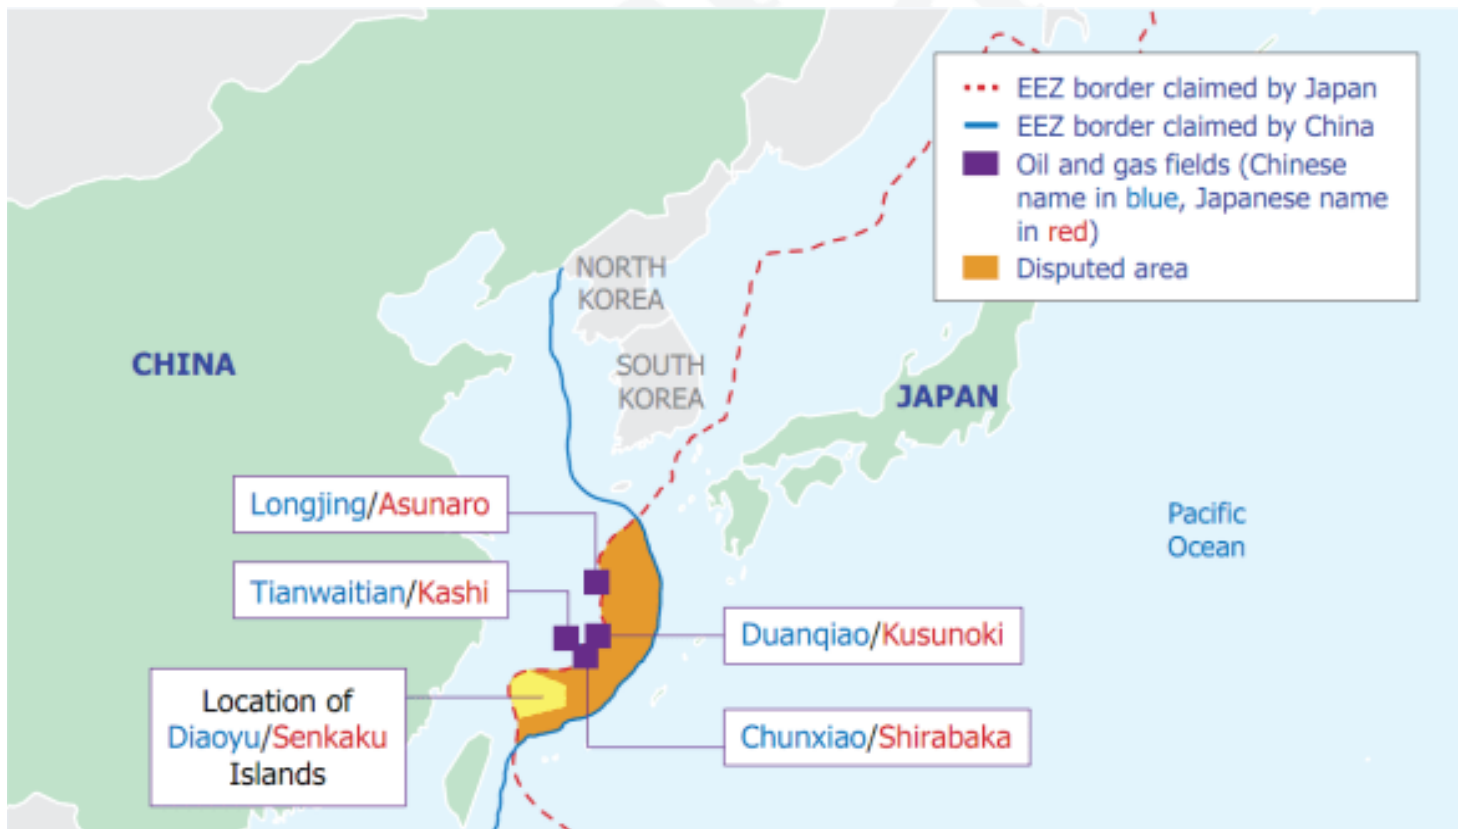 EEZ border claimed by Japan
EEZ border claimed by China
Oil and gas fields (Chinese
name in blue, Japanese name
in red)
Disputed area
NORTH
KOREA
SOUTH
KOREA
CHINA
JAPAN
Pacific
Ocean
Longjing/Asunaro
Tianwaitian/Kashi
Duanqiao/Kusunoki
Location of
Diaoyu/Senkaku
Islands
Chunxiao/Shirabaka